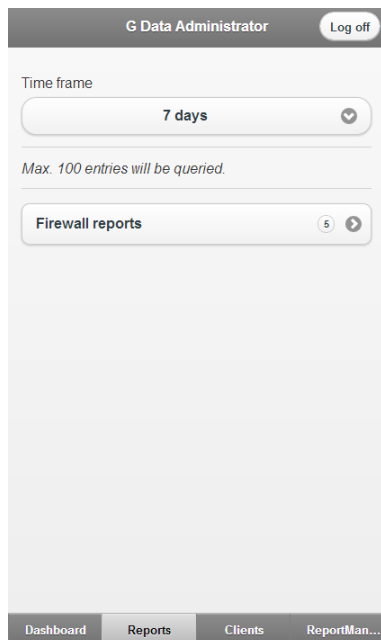 G Data Administrator Log off
Time frame
7 days
Max. 100 entries will be queried.
Firewall reports 5
Dashboard Reports Clients ReportMan...